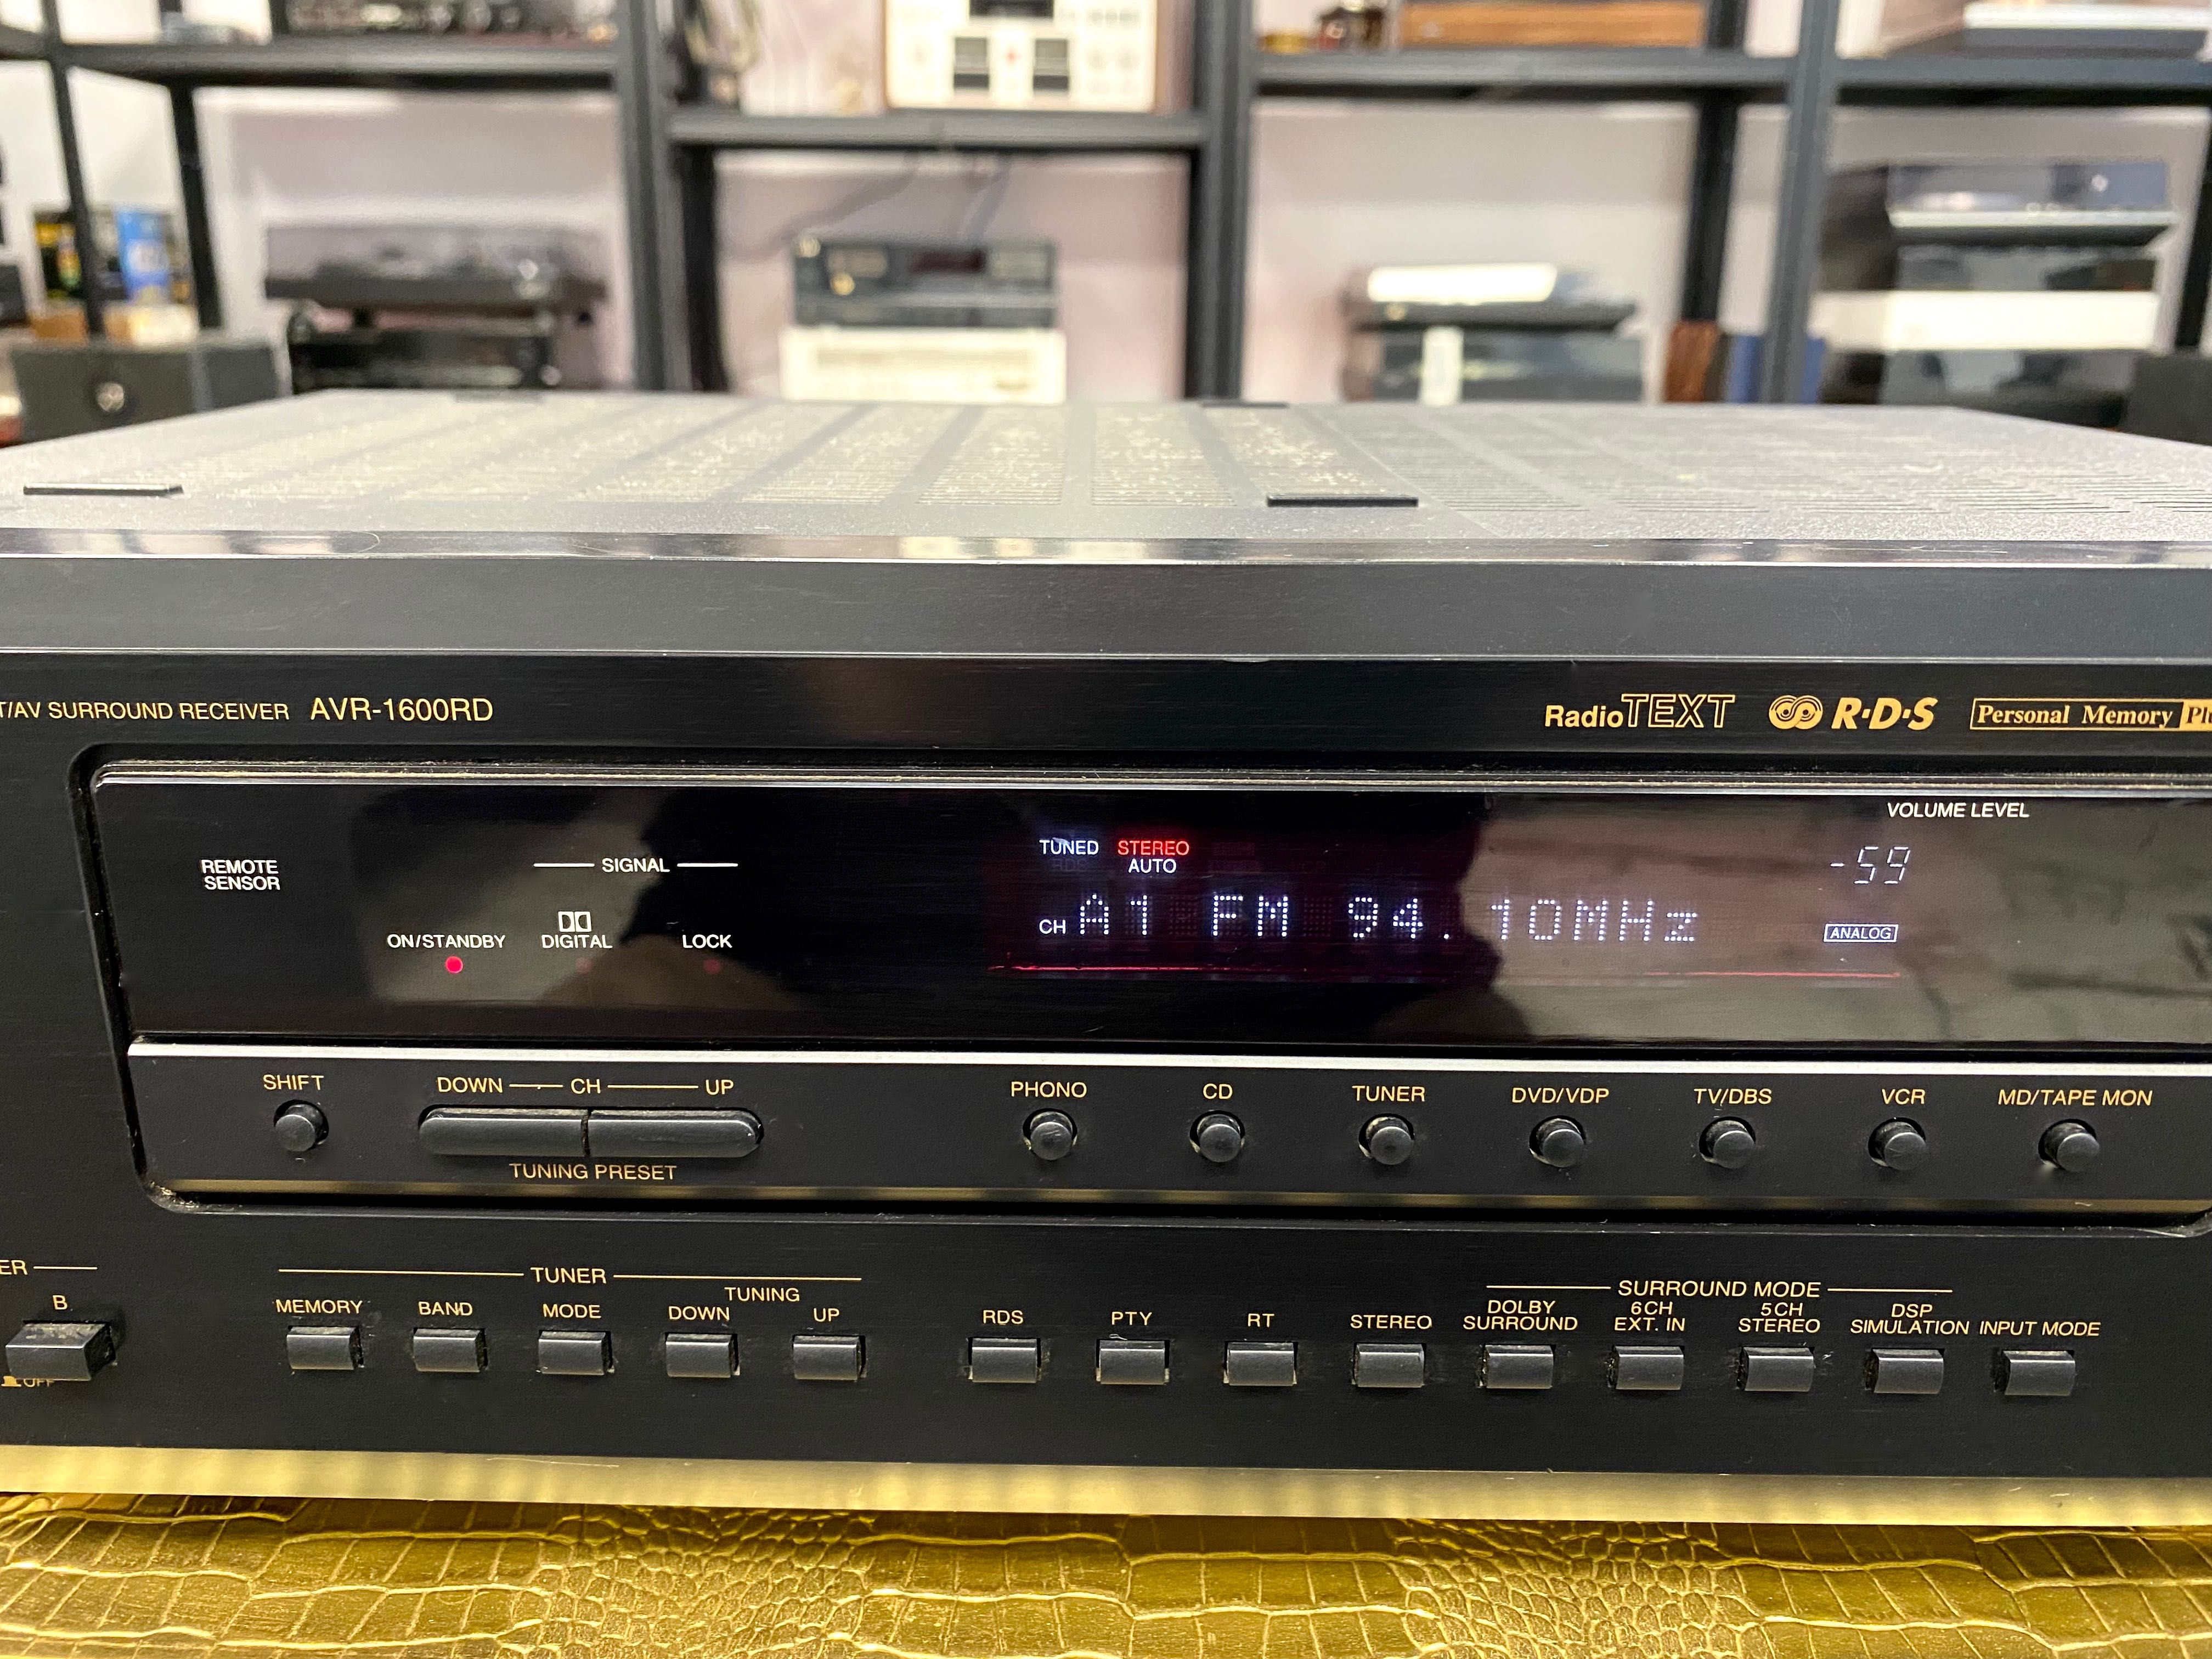 T/AV SURROUND RECEIVER AVR-1600RD
RadioTEXT R·D·S Personal Memory Pl
VOLUME LEVEL
TUNED STEREO
AUTO
-59
REMOTE
SENSOR
SIGNAL
CH A1 FM 94.10MHz
ANALOG
ON/STANDBY DIGITAL LOCK
SHIFT DOWN CH UP
TUNING PRESET
PHONO CD TUNER DVD/VDP TV/DBS VCR MD/TAPE MON
ER
B
OFF
TUNER
TUNING
MEMORY BAND MODE DOWN UP
RDS PTY RT STEREO
SURROUND MODE
DOLBY
SURROUND
6CH
EXT. IN
5CH
STEREO
DSP
SIMULATION
INPUT MODE